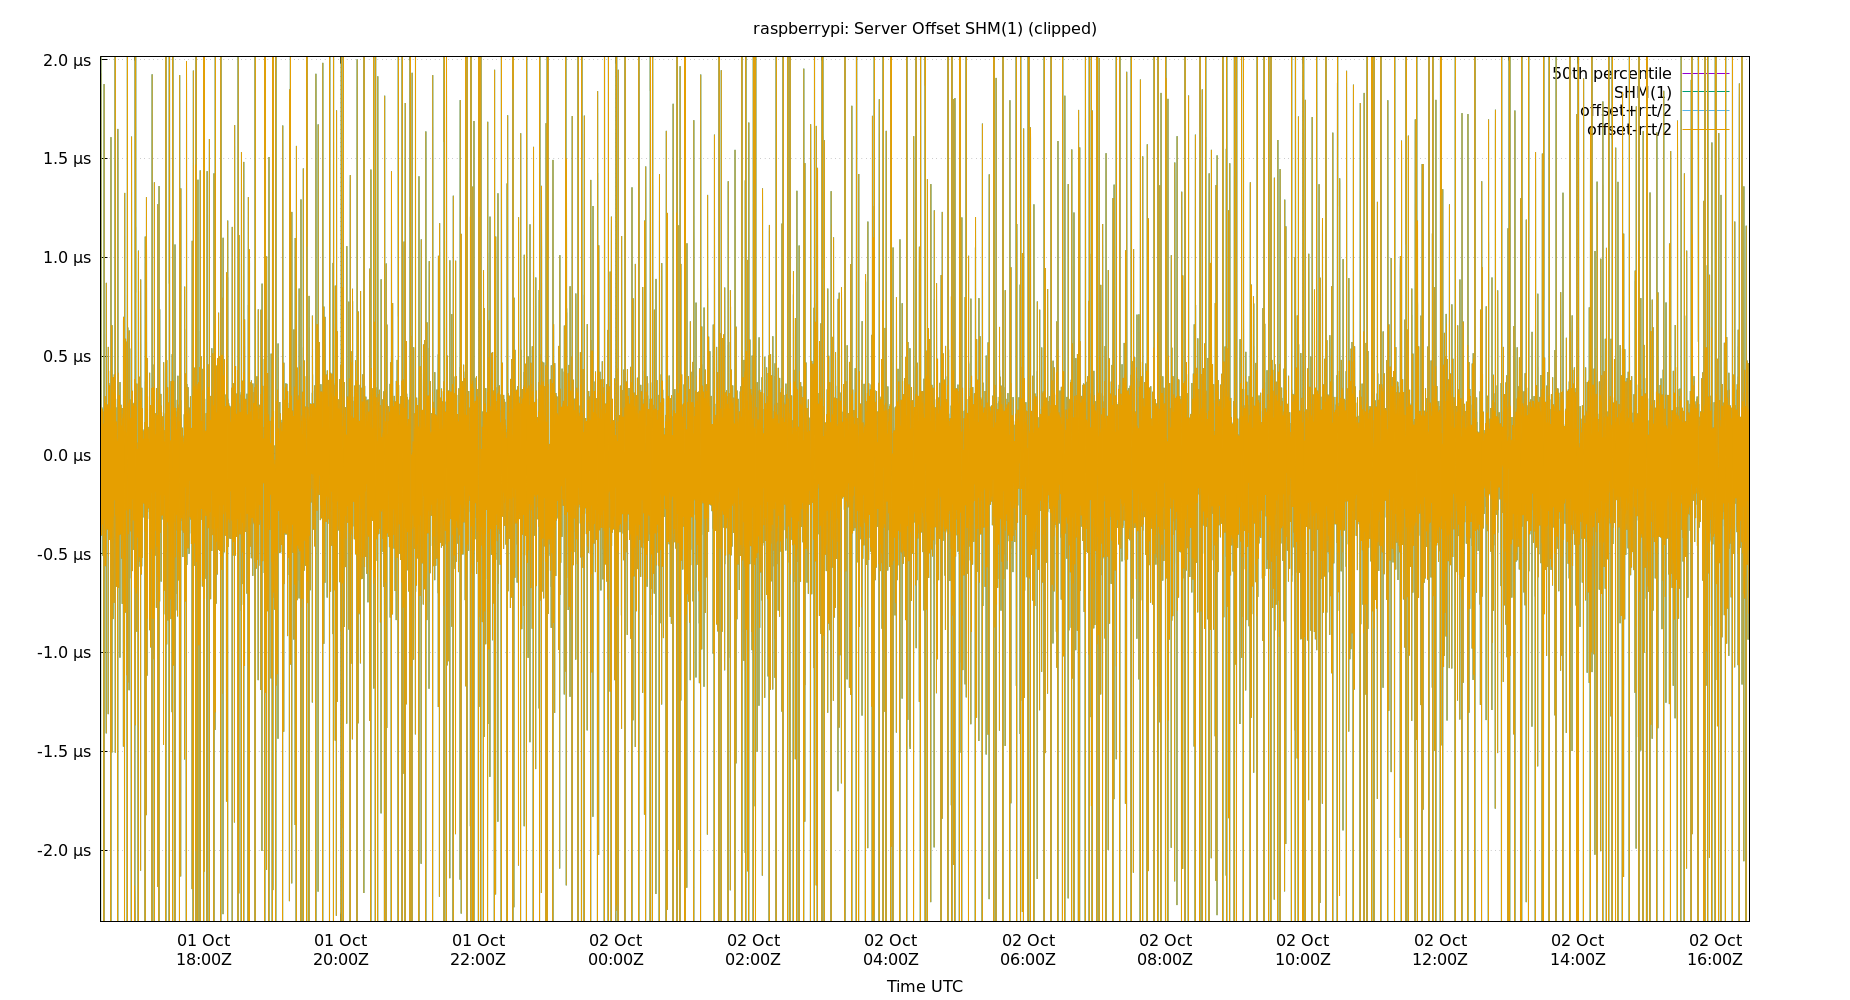 raspberrypi: Server Offset SHM(1) (clipped)
2.0 µs
1.5 µs
1.0 µs
0.5 µs
0.0 µs
-0.5 µs
-1.0 µs
-1.5 µs
-2.0 µs
50th percentile
SHM(1)
offset+rtt/2
offset-rtt/2
01 Oct
18:00Z
01 Oct
20:00Z
01 Oct
22:00Z
02 Oct
00:00Z
02 Oct
02:00Z
02 Oct
04:00Z
02 Oct
06:00Z
02 Oct
08:00Z
02 Oct
10:00Z
02 Oct
12:00Z
02 Oct
14:00Z
02 Oct
16:00Z
Time UTC